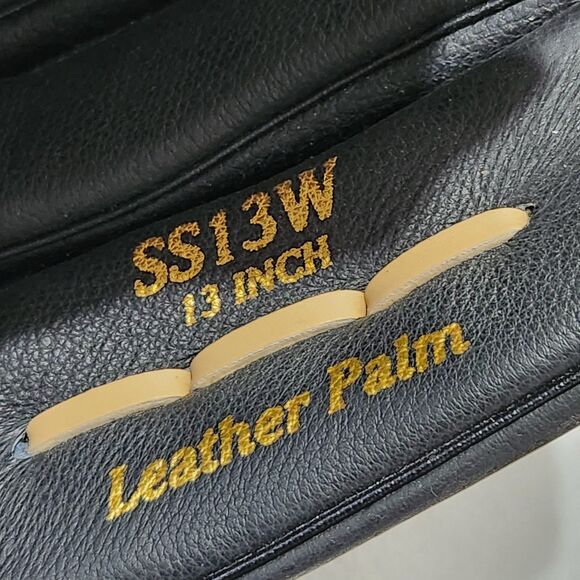 SS13W
13 INCH
Leather Palm